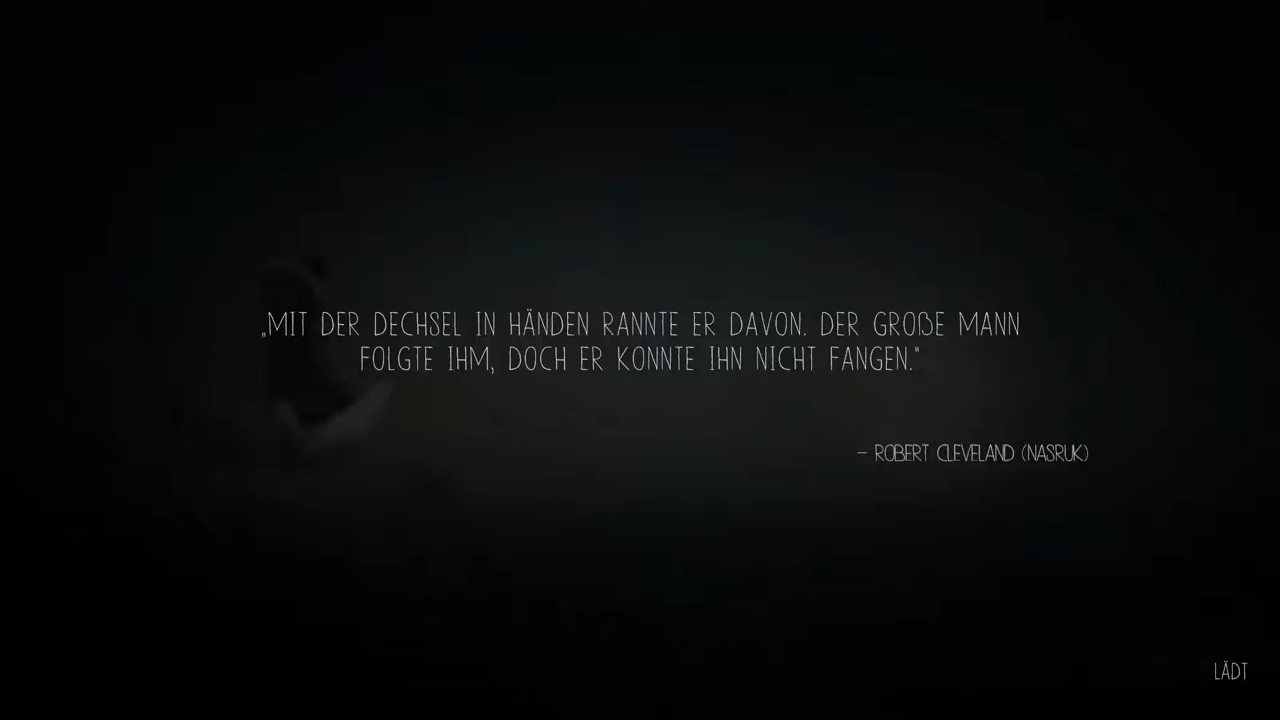 „MIT DER DECHSEL IN HÄNDEN RANNTE ER DAVON. DER GROßE MANN
FOLGTE IHM, DOCH ER KONNTE IHN NICHT FANGEN.“
– ROBERT CLEVELAND (NASRUK)
LÄDT